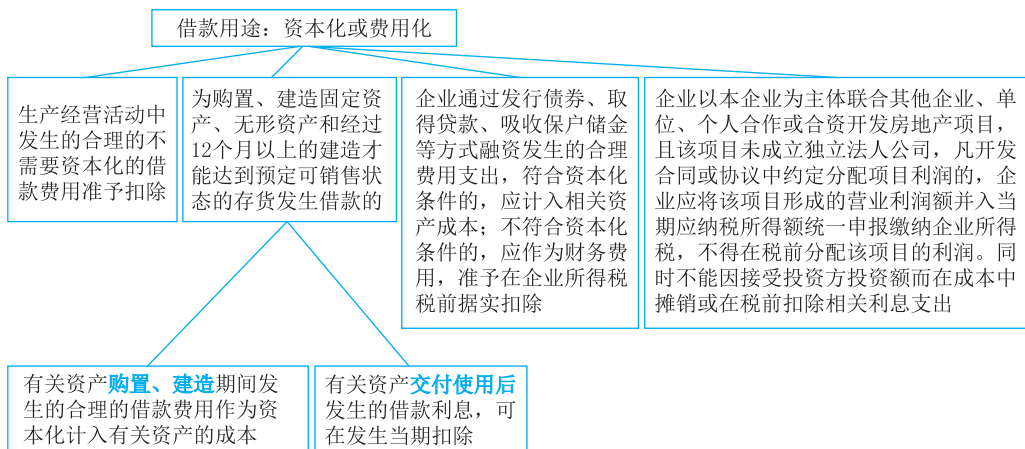 借款用途：资本化或费用化
生产经营活动中
发生的合理的不
需要资本化的借
款费用准予扣除
为购置、建造固定资
产、无形资产和经过
12个月以上的建造才
能达到预定可销售状
态的存货发生借款的
企业通过发行债券、取
得贷款、吸收保户储金
等方式融资发生的合理
费用支出，符合资本化
条件的，应计入相关资
产成本；不符合资本化
条件的，应作为财务费
用，准予在企业所得税
税前据实扣除
企业以本企业为主体联合其他企业、单
位、个人合作或合资开发房地产项目，
且该项目未成立独立法人公司，凡开发
合同或协议中约定分配项目利润的，企
业应将该项目形成的营业利润额并入当
期应纳税所得额统一申报缴纳企业所得
税，不得在税前分配该项目的利润。同
时不能因接受投资方投资额而在成本中
摊销或在税前扣除相关利息支出
有关资产购置、建造期间发
生的合理的借款费用作为资
本化计入有关资产的成本
有关资产交付使用后
发生的借款利息，可
在发生当期扣除